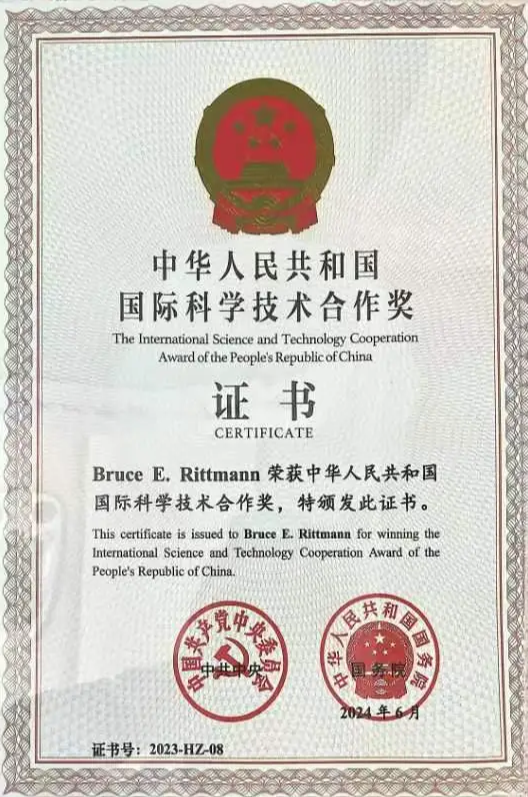 中华人民共和国
国际科学技术合作奖
The International Science and Technology Cooperation
Award of the People's Republic of China
证 书
CERTIFICATE
Bruce E. Rittmann 荣获中华人民共和国
国际科学技术合作奖，特颁发此证书。
This certificate is issued to Bruce E. Rittmann for winning the
International Science and Technology Cooperation Award of the
People's Republic of China.
中国共产党中央委员会
中共中央
中华人民共和国国务院
国务院
2024 年 6 月
证书号：2023-HZ-08